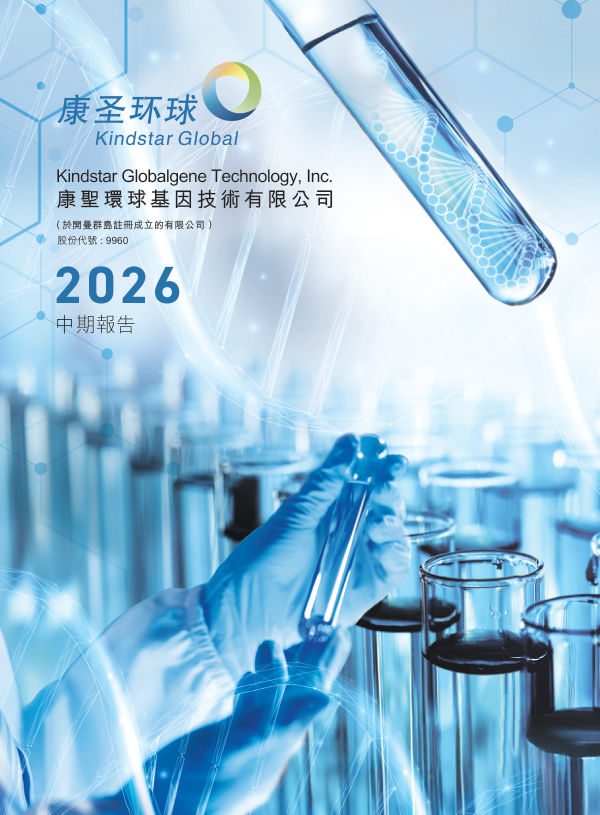 康圣环球
Kindstar Global
Kindstar Globalgene Technology, Inc.
康聖環球基因技術有限公司
（於開曼群島註冊成立的有限公司）
股份代號 : 9960
2026
中期報告